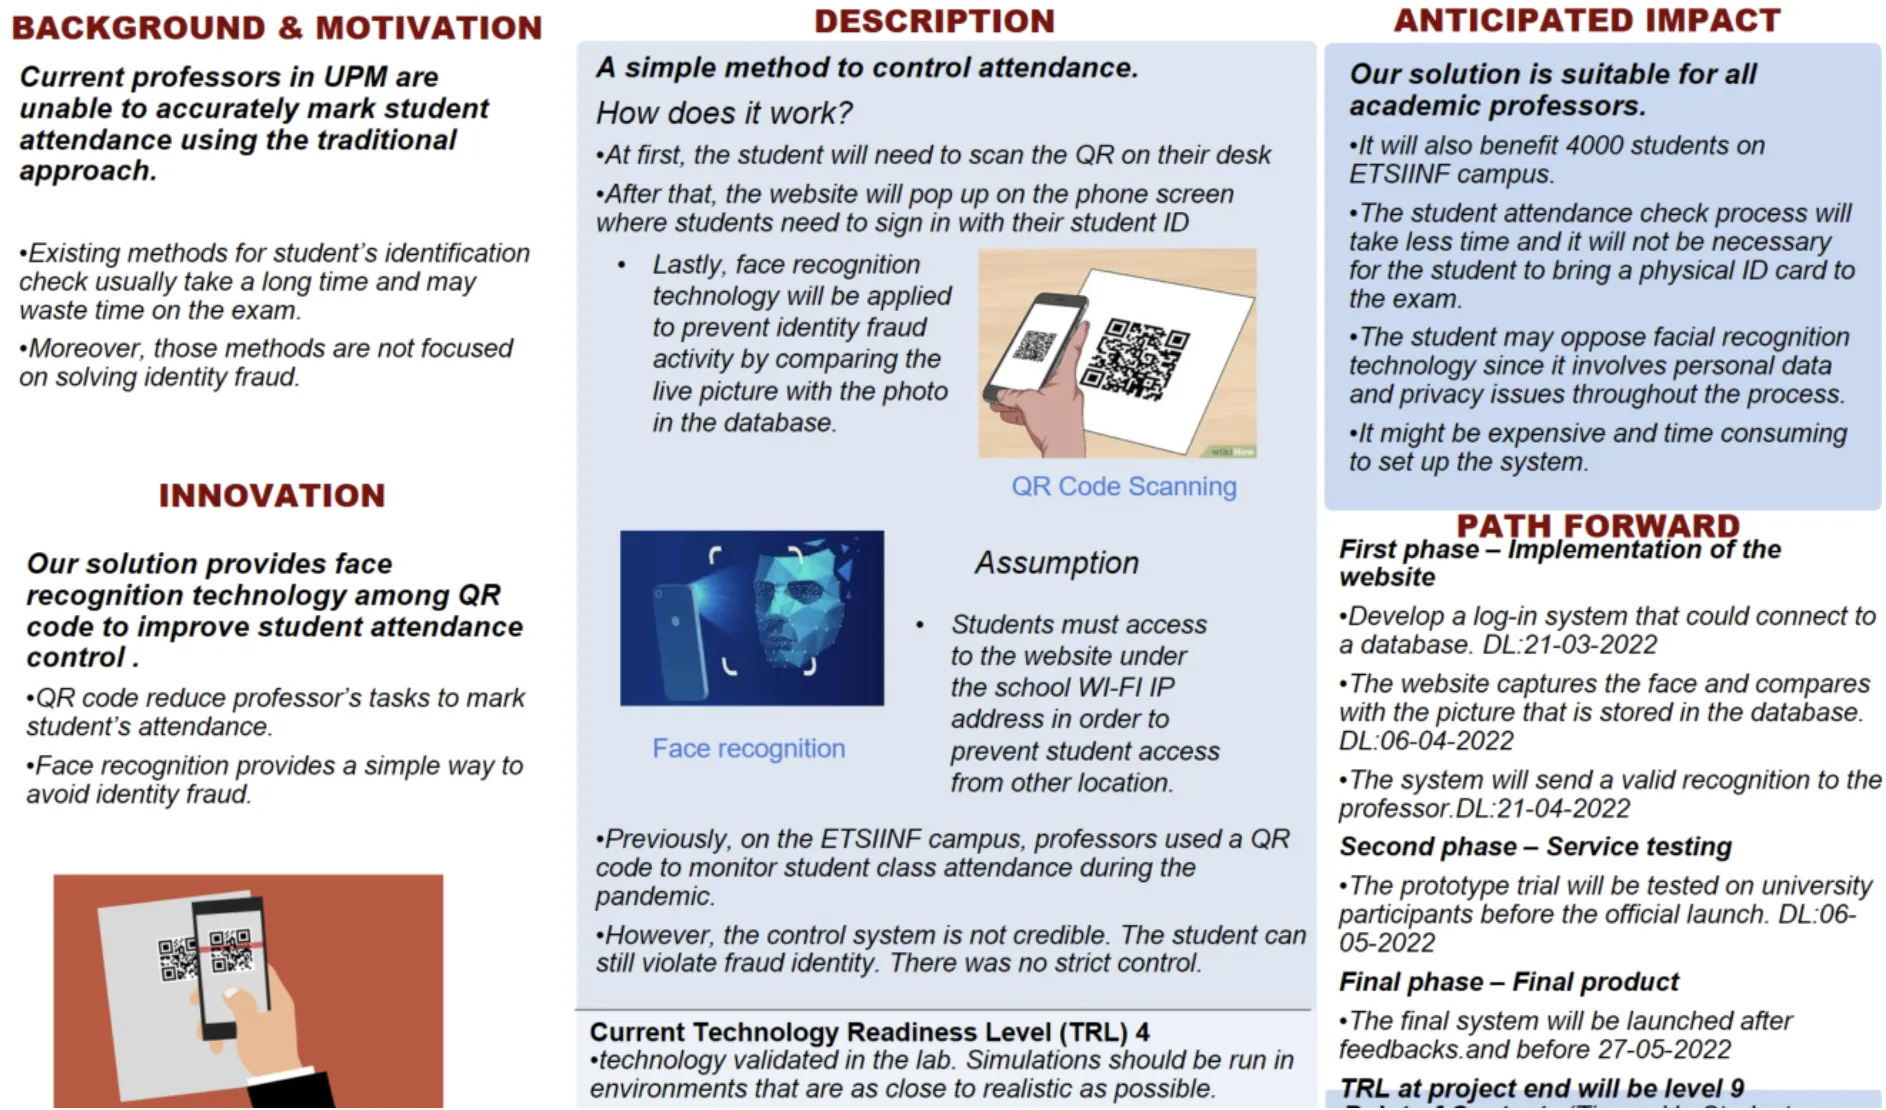 BACKGROUND & MOTIVATION
Current professors in UPM are
unable to accurately mark student
attendance using the traditional
approach.
•Existing methods for student’s identification
check usually take a long time and may
waste time on the exam.
•Moreover, those methods are not focused
on solving identity fraud.
INNOVATION
Our solution provides face
recognition technology among QR
code to improve student attendance
control .
•QR code reduce professor’s tasks to mark
student’s attendance.
•Face recognition provides a simple way to
avoid identity fraud.
DESCRIPTION
A simple method to control attendance.
How does it work?
•At first, the student will need to scan the QR on their desk
•After that, the website will pop up on the phone screen
where students need to sign in with their student ID
• Lastly, face recognition
technology will be applied
to prevent identity fraud
activity by comparing the
live picture with the photo
in the database.
wikiHow
QR Code Scanning
Face recognition
Assumption
• Students must access
to the website under
the school WI-FI IP
address in order to
prevent student access
from other location.
•Previously, on the ETSIINF campus, professors used a QR
code to monitor student class attendance during the
pandemic.
•However, the control system is not credible. The student can
still violate fraud identity. There was no strict control.
Current Technology Readiness Level (TRL) 4
•technology validated in the lab. Simulations should be run in
environments that are as close to realistic as possible.
ANTICIPATED IMPACT
Our solution is suitable for all
academic professors.
•It will also benefit 4000 students on
ETSIINF campus.
•The student attendance check process will
take less time and it will not be necessary
for the student to bring a physical ID card to
the exam.
•The student may oppose facial recognition
technology since it involves personal data
and privacy issues throughout the process.
•It might be expensive and time consuming
to set up the system.
PATH FORWARD
First phase – Implementation of the
website
•Develop a log-in system that could connect to
a database. DL:21-03-2022
•The website captures the face and compares
with the picture that is stored in the database.
DL:06-04-2022
•The system will send a valid recognition to the
professor.DL:21-04-2022
Second phase – Service testing
•The prototype trial will be tested on university
participants before the official launch. DL:06-
05-2022
Final phase – Final product
•The final system will be launched after
feedbacks.and before 27-05-2022
TRL at project end will be level 9